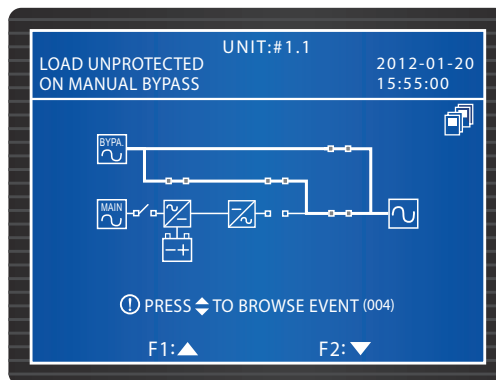 UNIT:#1.1
LOAD UNPROTECTED
ON MANUAL BYPASS
2012-01-20
15:55:00
BYPA.
MAIN
PRESS TO BROWSE EVENT (004)
F1:
F2: